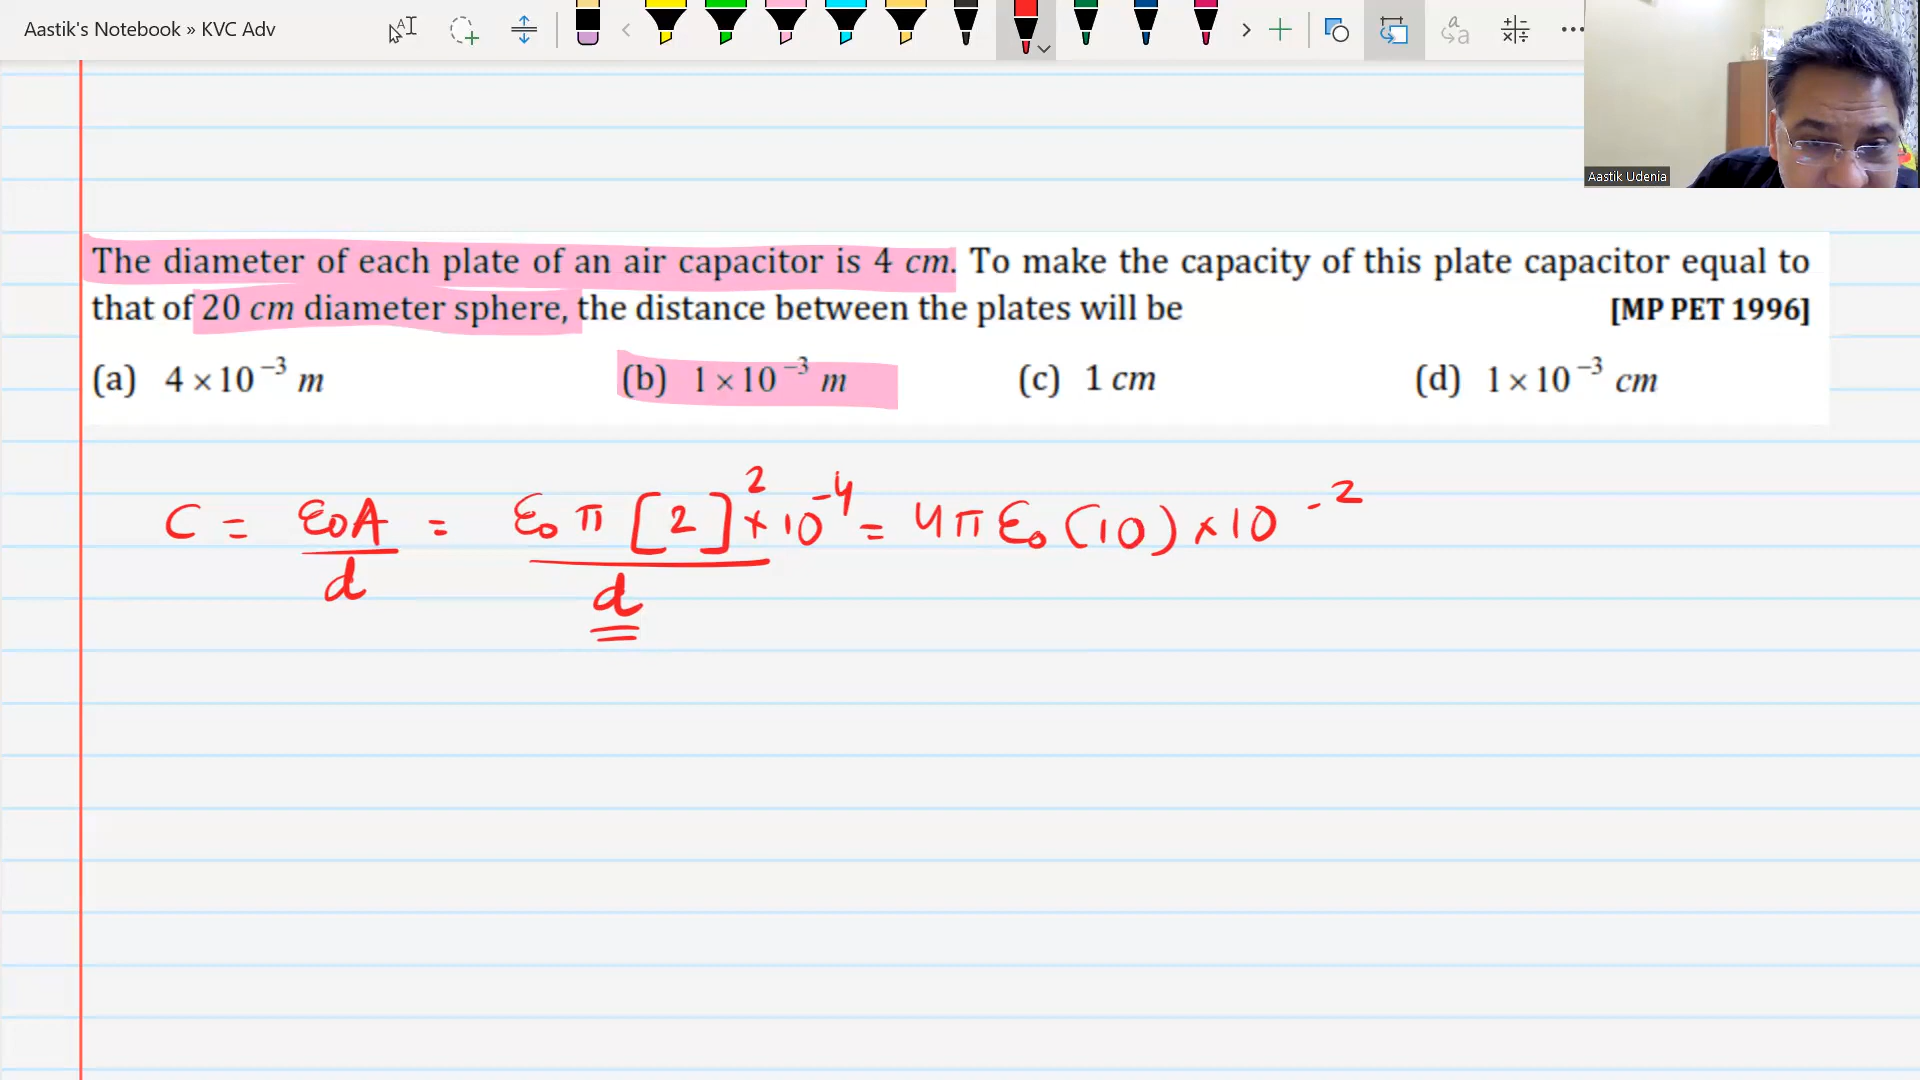 Aastik's Notebook » KVC Adv
Aastik Udenia
The diameter of each plate of an air capacitor is 4 cm. To make the capacity of this plate capacitor equal to
that of 20 cm diameter sphere, the distance between the plates will be [MP PET 1996]
(a) 4 × 10⁻³ m (b) 1 × 10⁻³ m (c) 1 cm (d) 1 × 10⁻³ cm
C = ε₀A/d = ε₀ π [2]² × 10⁻⁴/d = 4πε₀(10) × 10⁻²